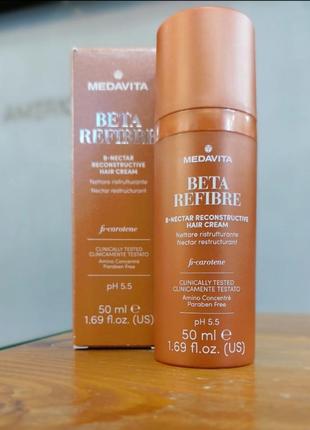 MEDAVITA
BETA
REFIBRE
B-NECTAR
RECONSTRUCTIVE
HAIR CREAM
Nettare ristrutturante
Nectar restructurant
β-carotene
CLINICALLY TESTED
CLINICAMENTE TESTATO
Amino Concentré
Paraben Free
pH 5.5
50 ml ℮
1.69 fl.oz. (US)
MEDAVITA
BETA
REFIBRE
B-NECTAR RECONSTRUCTIVE
HAIR CREAM
Nettare ristrutturante
Nectar restructurant
β-carotene
CLINICALLY TESTED
CLINICAMENTE TESTATO
Amino Concentré
Paraben Free
pH 5.5
50 ml ℮
1.69 fl.oz. (US)